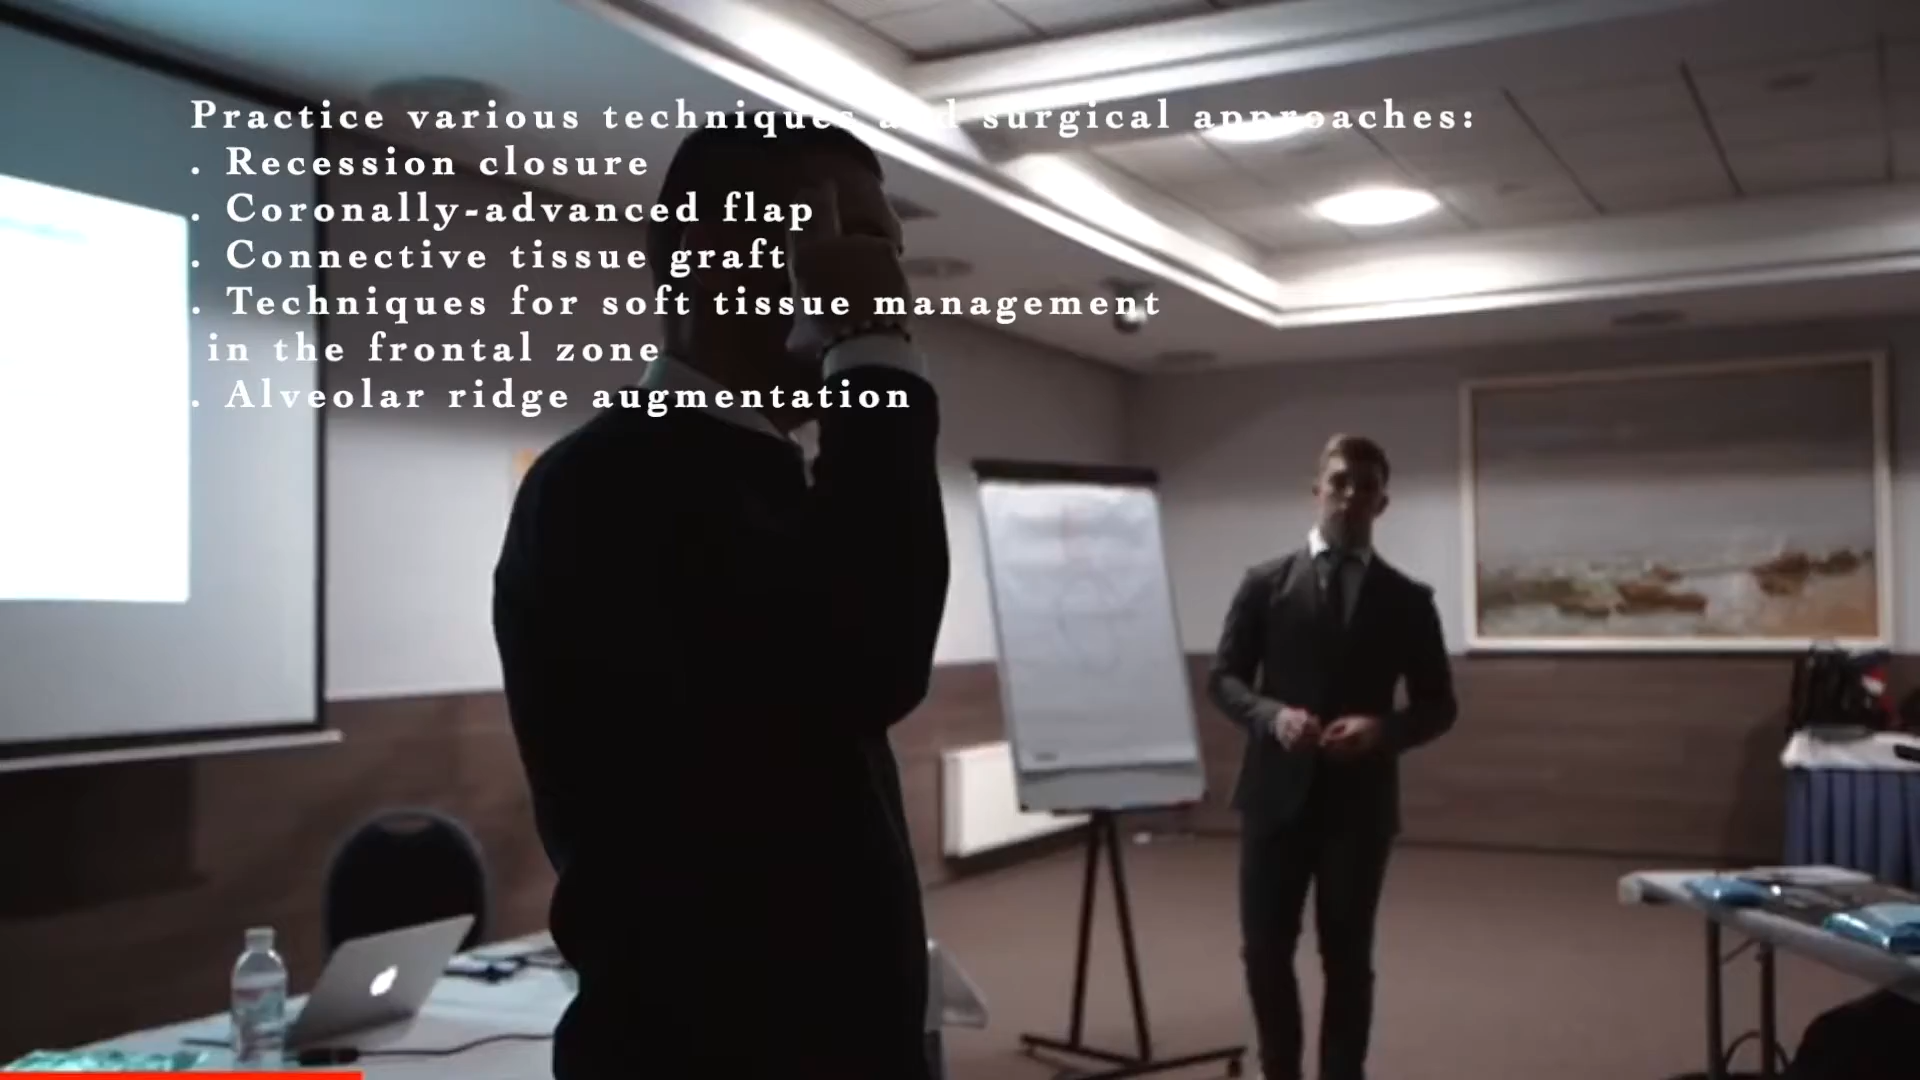 Practice various techniques and surgical approaches:
. Recession closure
. Coronally-advanced flap
. Connective tissue graft
. Techniques for soft tissue management
in the frontal zone
. Alveolar ridge augmentation